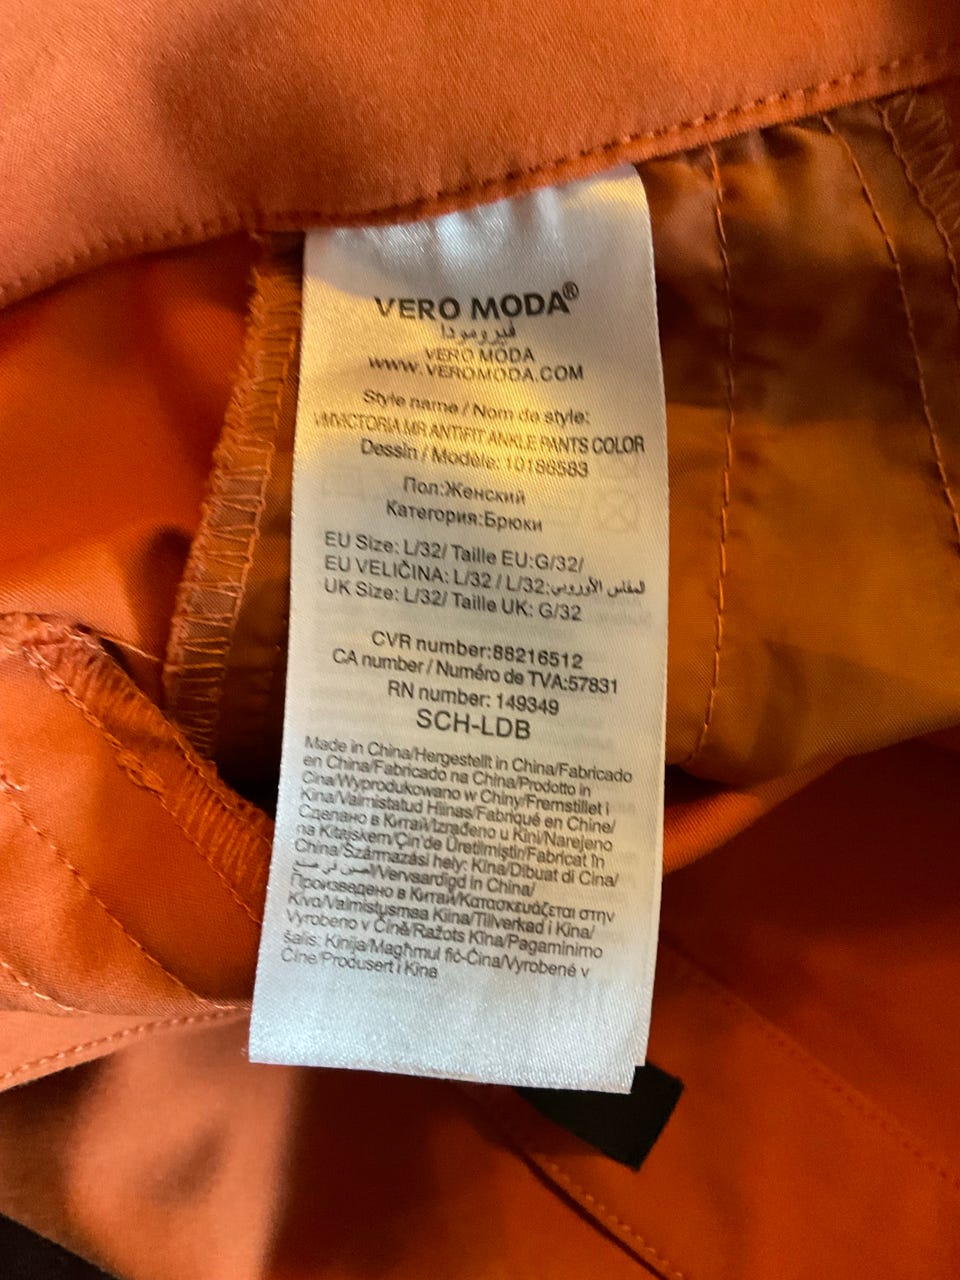 VERO MODA®
فيرومودا
VERO MODA
WWW.VEROMODA.COM
Style name / Nom de style:
VMVICTORIA MR ANTIFIT ANKLE PANTS COLOR
Dessin / Modèle: 10186583
Пол:Женский
Категория:Брюки
EU Size: L/32/ Taille EU:G/32/
EU VELIČINA: L/32 / L/32:المقاس الأوروبي
UK Size: L/32/ Taille UK: G/32
CVR number:88216512
CA number / Numéro de TVA:57831
RN number: 149349
SCH-LDB
Made in China/Hergestellt in China/Fabricado
en China/Fabricado na China/Prodotto in
Cina/Wyprodukowano w Chiny/Fremstillet i
Kina/Valmistatud Hiinas/Fabriqué en Chine/
Сделано в Китай/Izrađeno u Kini/Narejeno
na Kitajskem/Çin'de Üretilmiştir/Fabricat în
China/Származási hely: Kína/Dibuat di Cina/
صنع في الصين/Vervaardigd in China/
Произведено в Китай/Κατασκευάζεται στην
Κίνα/Valmistusmaa Kiina/Tillverkad i Kina/
Vyrobeno v Číně/Ražots Ķīna/Pagaminimo
šalis: Kinija/Magħmul fiċ-Ċina/Vyrobené v
Číne/Produsert i Kina